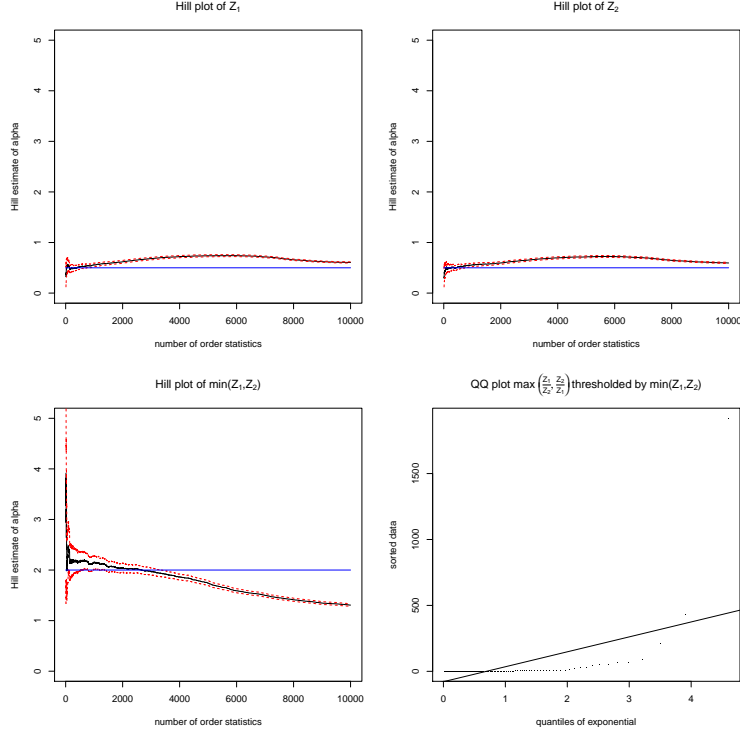 Hill plot of Z₁
Hill estimate of alpha
5
4
3
2
1
0
0 2000 4000 6000 8000 10000
number of order statistics
Hill plot of Z₂
Hill estimate of alpha
5
4
3
2
1
0
0 2000 4000 6000 8000 10000
number of order statistics
Hill plot of min(Z₁,Z₂)
Hill estimate of alpha
5
4
3
2
1
0
0 2000 4000 6000 8000 10000
number of order statistics
QQ plot max (Z₁/Z₂, Z₂/Z₁) thresholded by min(Z₁,Z₂)
sorted data
1500
1000
500
0
0 1 2 3 4
quantiles of exponential